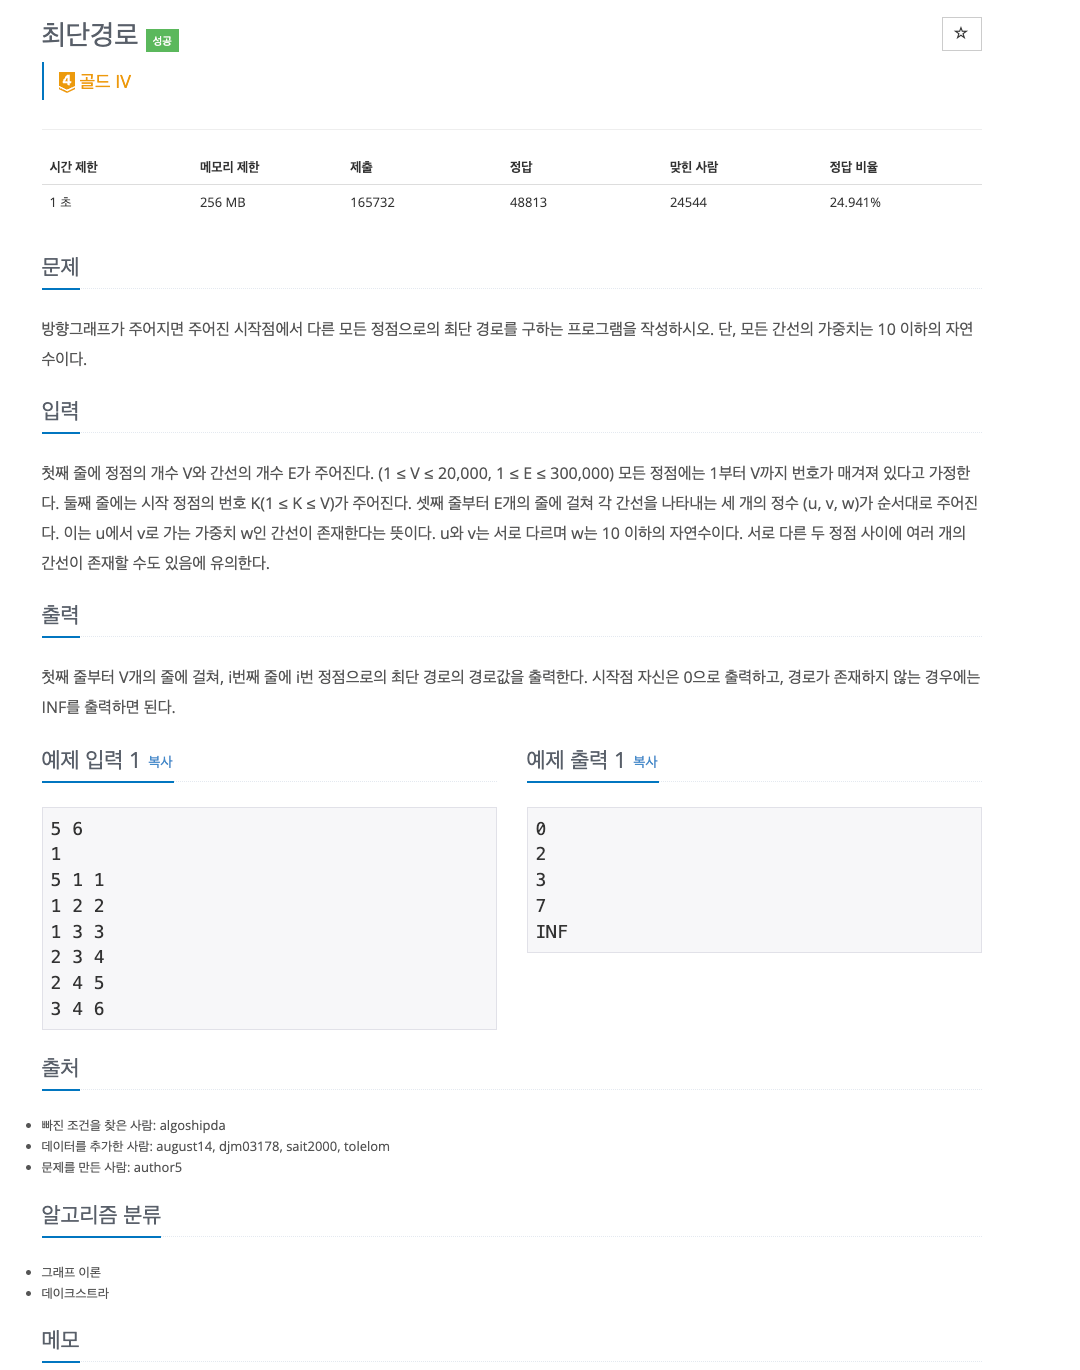 최단경로 성공
☆
4 골드 IV
시간 제한 메모리 제한 제출 정답 맞힌 사람 정답 비율
1 초 256 MB 165732 48813 24544 24.941%
문제
방향그래프가 주어지면 주어진 시작점에서 다른 모든 정점으로의 최단 경로를 구하는 프로그램을 작성하시오. 단, 모든 간선의 가중치는 10 이하의 자연
수이다.
입력
첫째 줄에 정점의 개수 V와 간선의 개수 E가 주어진다. (1 ≤ V ≤ 20,000, 1 ≤ E ≤ 300,000) 모든 정점에는 1부터 V까지 번호가 매겨져 있다고 가정한
다. 둘째 줄에는 시작 정점의 번호 K(1 ≤ K ≤ V)가 주어진다. 셋째 줄부터 E개의 줄에 걸쳐 각 간선을 나타내는 세 개의 정수 (u, v, w)가 순서대로 주어진
다. 이는 u에서 v로 가는 가중치 w인 간선이 존재한다는 뜻이다. u와 v는 서로 다르며 w는 10 이하의 자연수이다. 서로 다른 두 정점 사이에 여러 개의
간선이 존재할 수도 있음에 유의한다.
출력
첫째 줄부터 V개의 줄에 걸쳐, i번째 줄에 i번 정점으로의 최단 경로의 경로값을 출력한다. 시작점 자신은 0으로 출력하고, 경로가 존재하지 않는 경우에는
INF를 출력하면 된다.
예제 입력 1 복사
5 6
1
5 1 1
1 2 2
1 3 3
2 3 4
2 4 5
3 4 6
예제 출력 1 복사
0
2
3
7
INF
출처
빠진 조건을 찾은 사람: algoshipda
데이터를 추가한 사람: august14, djm03178, sait2000, tolelom
문제를 만든 사람: author5
알고리즘 분류
그래프 이론
데이크스트라
메모